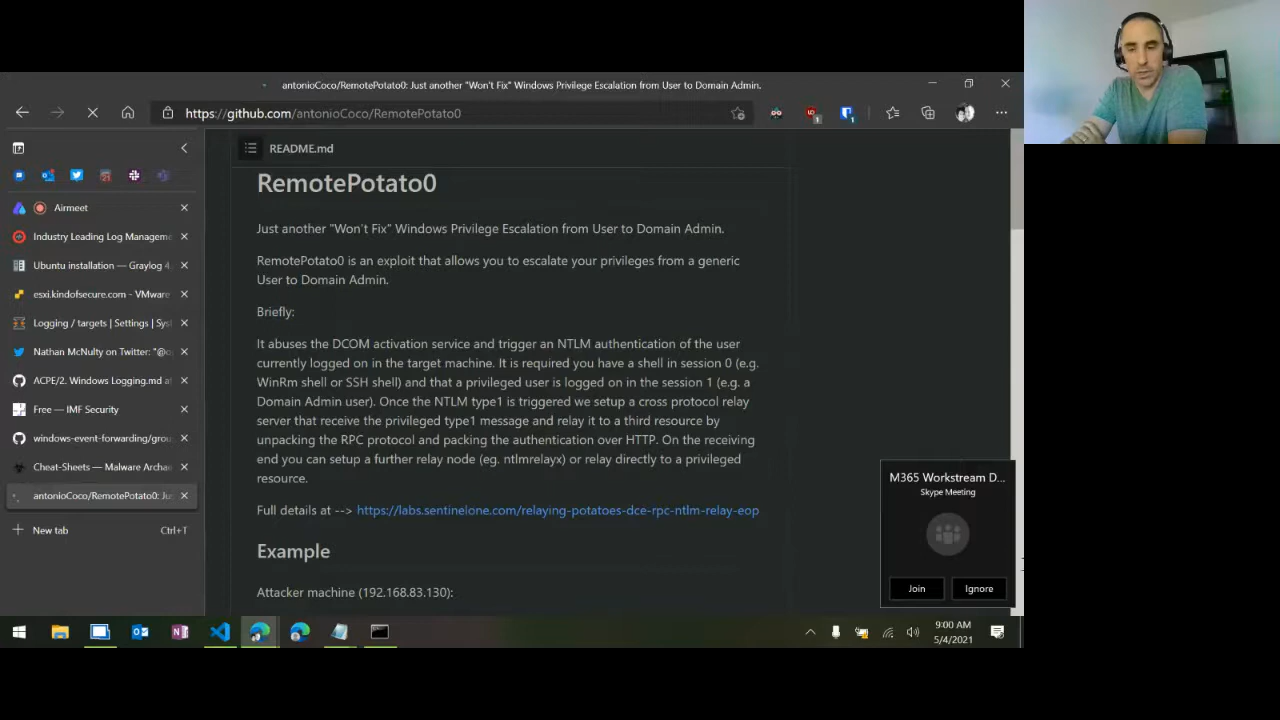 antonioCoco/RemotePotato0: Just another "Won't Fix" Windows Privilege Escalation from User to Domain Admin.
https://github.com/antonioCoco/RemotePotato0
1
1
21
Airmeet
Industry Leading Log Manageme
Ubuntu installation — Graylog 4.
esxi.kindofsecure.com - VMware
Logging / targets | Settings | Syst
Nathan McNulty on Twitter: "@o
ACPE/2. Windows Logging.md at
Free — IMF Security
windows-event-forwarding/grou
Cheat-Sheets — Malware Archae
antonioCoco/RemotePotato0: Jus
New tab
Ctrl+T
README.md
RemotePotato0
Just another "Won't Fix" Windows Privilege Escalation from User to Domain Admin.
RemotePotato0 is an exploit that allows you to escalate your privileges from a generic
User to Domain Admin.
Briefly:
It abuses the DCOM activation service and trigger an NTLM authentication of the user
currently logged on in the target machine. It is required you have a shell in session 0 (e.g.
WinRm shell or SSH shell) and that a privileged user is logged on in the session 1 (e.g. a
Domain Admin user). Once the NTLM type1 is triggered we setup a cross protocol relay
server that receive the privileged type1 message and relay it to a third resource by
unpacking the RPC protocol and packing the authentication over HTTP. On the receiving
end you can setup a further relay node (eg. ntlmrelayx) or relay directly to a privileged
resource.
Full details at --> https://labs.sentinelone.com/relaying-potatoes-dce-rpc-ntlm-relay-eop
Example
Attacker machine (192.168.83.130):
M365 Workstream D...
Skype Meeting
Join
Ignore
9:00 AM
5/4/2021